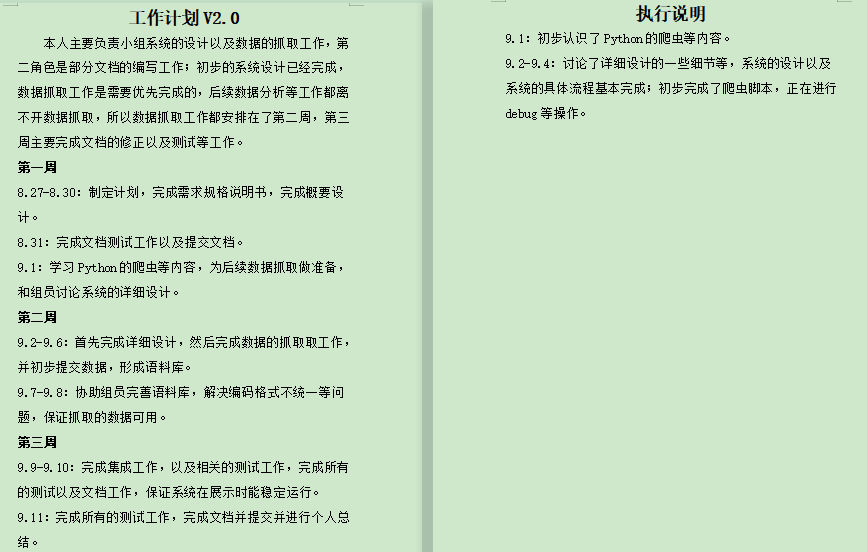 工作计划 V2.0
本人主要负责小组系统的设计以及数据的抓取工作，第
二角色是部分文档的编写工作；初步的系统设计已经完成，
数据抓取工作是需要优先完成的，后续数据分析等工作都离
不开数据抓取，所以数据抓取工作都安排在了第二周，第三
周主要完成文档的修正以及测试等工作。
第一周
8.27-8.30：制定计划，完成需求规格说明书，完成概要设
计。
8.31：完成文档测试工作以及提交文档。
9.1：学习 Python 的爬虫等内容，为后续数据抓取做准备，
和组员讨论系统的详细设计。
第二周
9.2-9.6：首先完成详细设计，然后完成数据的抓取取工作，
并初步提交数据，形成语料库。
9.7-9.8：协助组员完善语料库，解决编码格式不统一等问
题，保证抓取的数据可用。
第三周
9.9-9.10：完成集成工作，以及相关的测试工作，完成所有
的测试以及文档工作，保证系统在展示时能稳定运行。
9.11：完成所有的测试工作，完成文档并提交并进行个人总
结。
执行说明
9.1：初步认识了 Python 的爬虫等内容。
9.2-9.4：讨论了详细设计的一些细节等，系统的设计以及
系统的具体流程基本完成；初步完成了爬虫脚本，正在进行
debug 等操作。